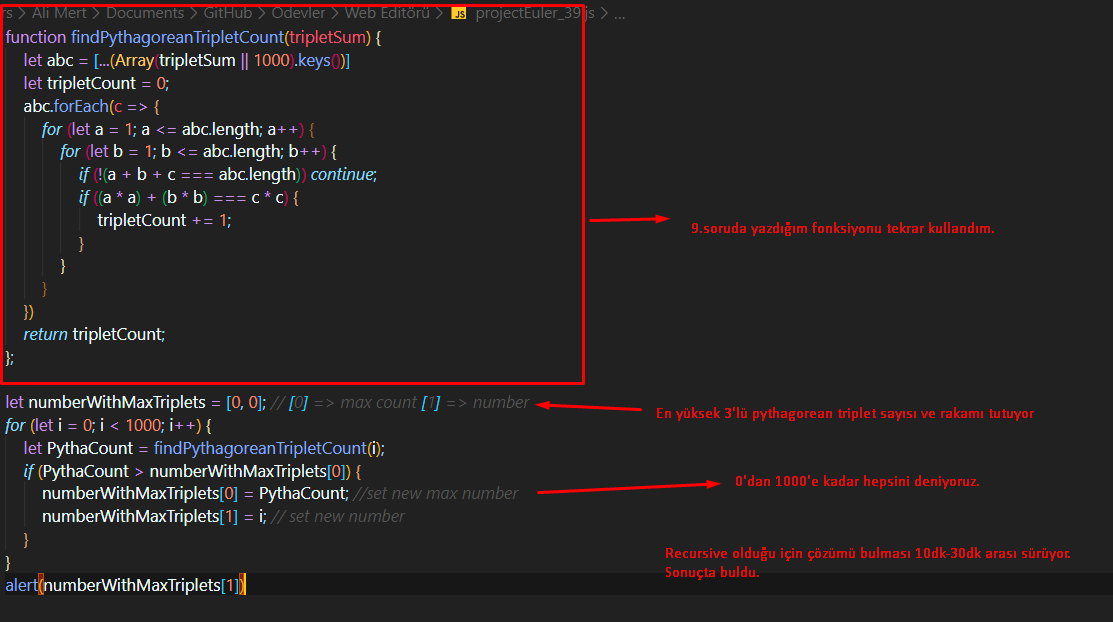 rs > Ali Mert > Documents > GitHub > Ödevler > Web Editörü > JS projectEuler_39.js > ...
function findPythagoreanTripletCount(tripletSum) {
let abc = [...(Array(tripletSum || 1000).keys())]
let tripletCount = 0;
abc.forEach(c => {
for (let a = 1; a <= abc.length; a++) {
for (let b = 1; b <= abc.length; b++) {
if (!(a + b + c === abc.length)) continue;
if ((a * a) + (b * b) === c * c) {
tripletCount += 1;
}
}
}
})
return tripletCount;
};
9.soruda yazdığım fonksiyonu tekrar kullandım.
let numberWithMaxTriplets = [0, 0]; // [0] => max count [1] => number
En yüksek 3'lü pythagorean triplet sayısı ve rakamı tutuyor
for (let i = 0; i < 1000; i++) {
let PythaCount = findPythagoreanTripletCount(i);
if (PythaCount > numberWithMaxTriplets[0]) {
numberWithMaxTriplets[0] = PythaCount; //set new max number
numberWithMaxTriplets[1] = i; // set new number
}
}
alert(numberWithMaxTriplets[1])
0'dan 1000'e kadar hepsini deniyoruz.
Recursive olduğu için çözümü bulması 10dk-30dk arası sürüyor.
Sonuçta buldu.